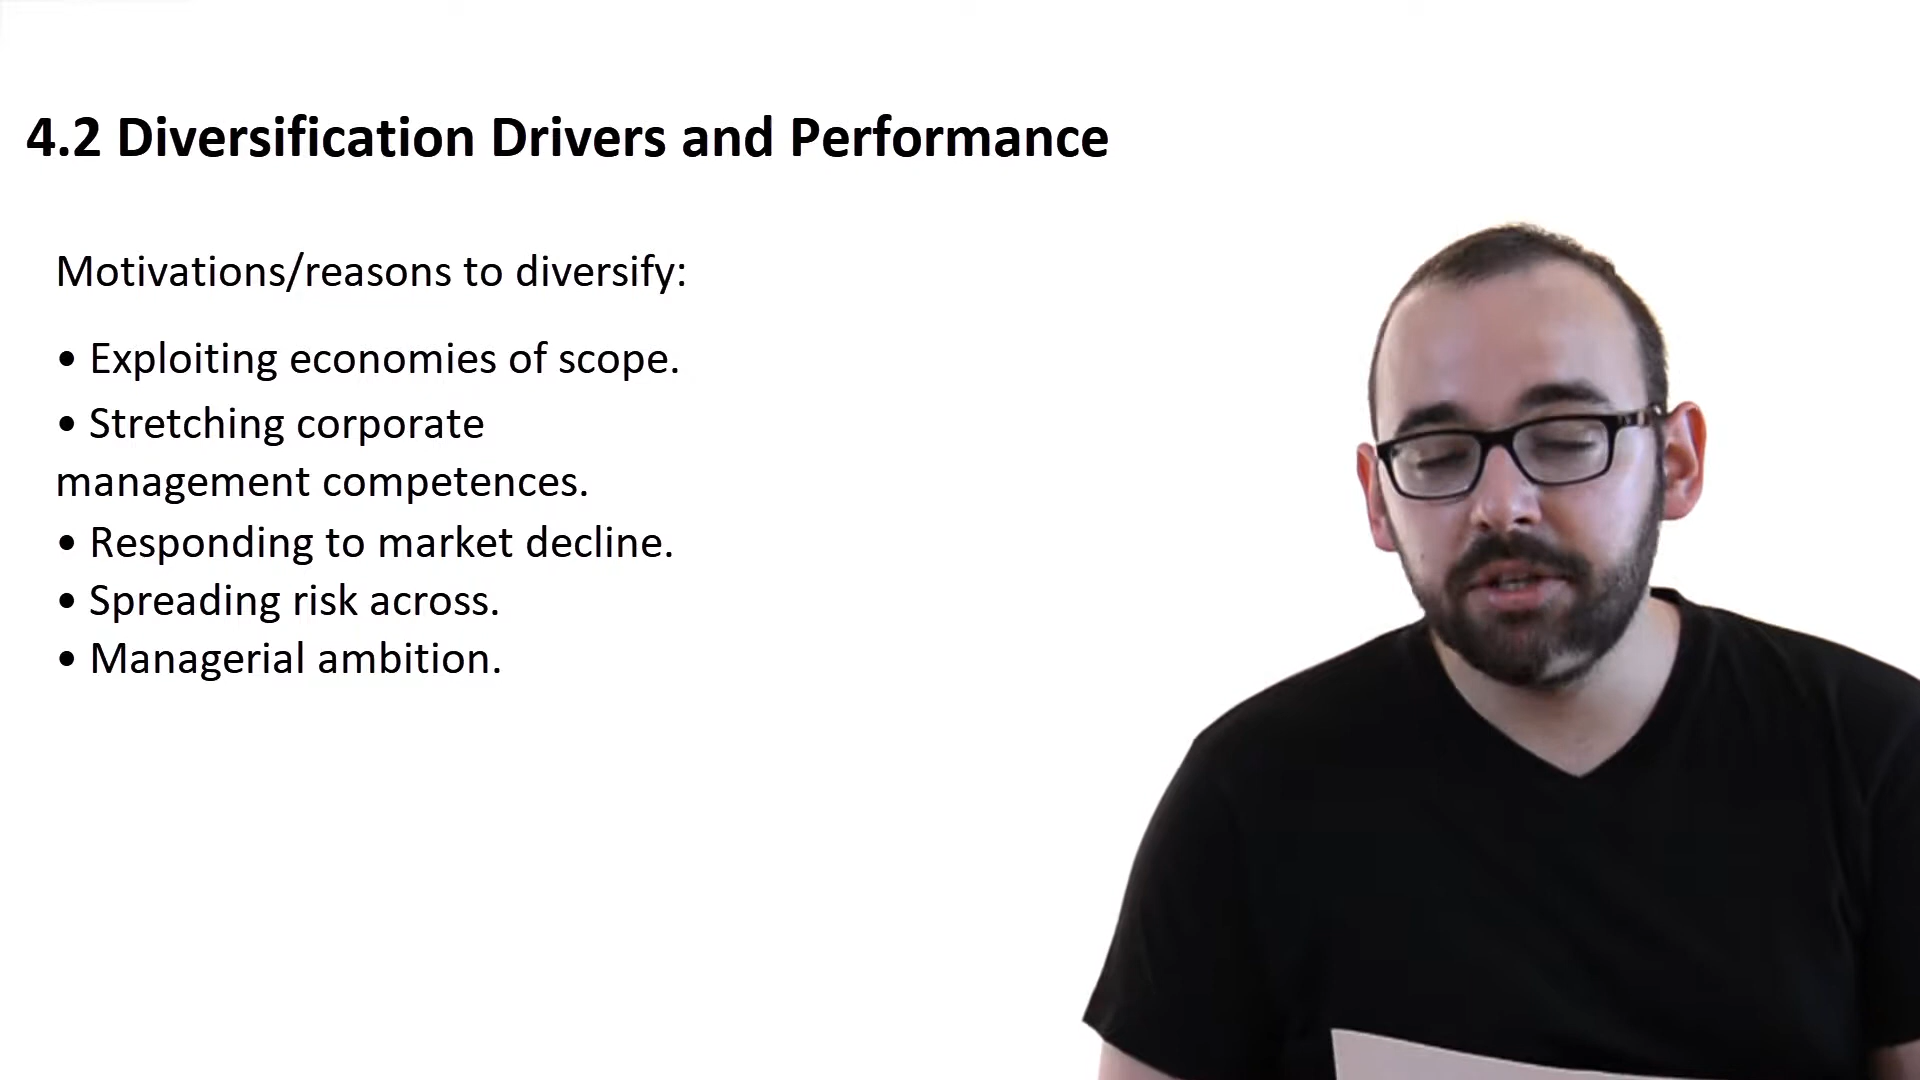 4.2 Diversification Drivers and Performance
Motivations/reasons to diversify:
• Exploiting economies of scope.
• Stretching corporate
management competences.
• Responding to market decline.
• Spreading risk across.
• Managerial ambition.